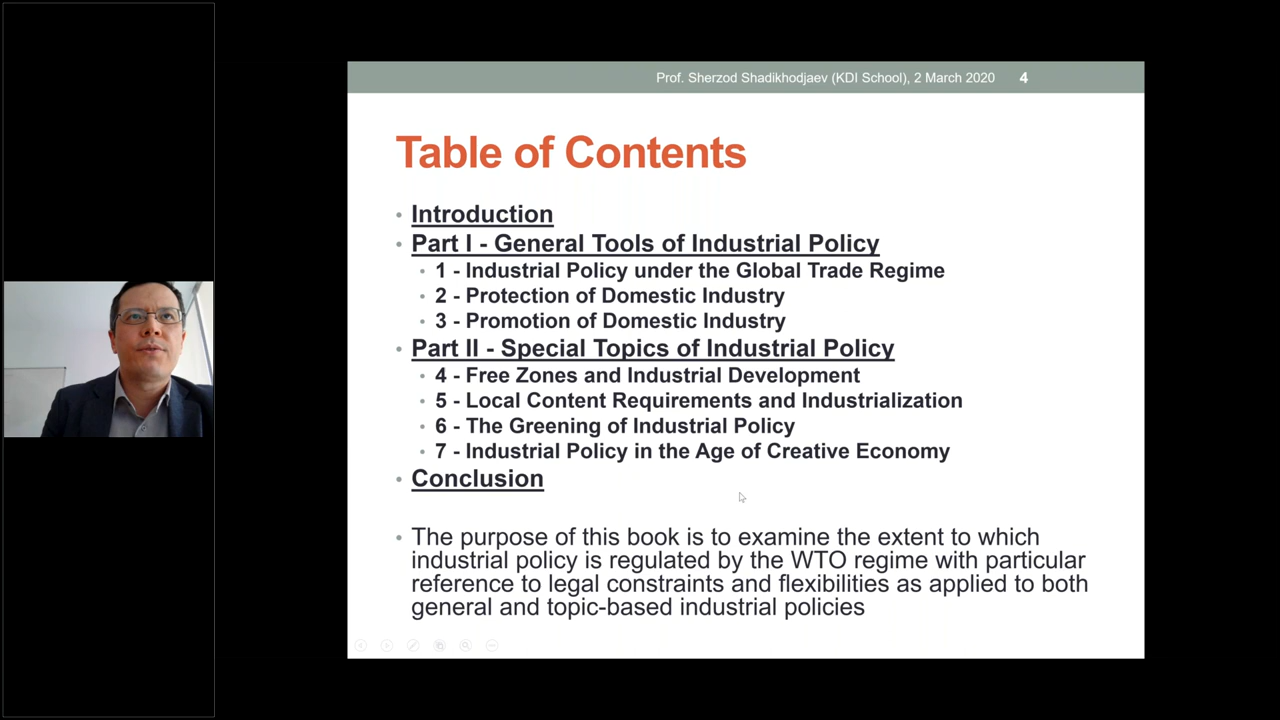 Prof. Sherzod Shadikhodjaev (KDI School), 2 March 2020 4
Table of Contents
• Introduction
• Part I - General Tools of Industrial Policy
• 1 - Industrial Policy under the Global Trade Regime
• 2 - Protection of Domestic Industry
• 3 - Promotion of Domestic Industry
• Part II - Special Topics of Industrial Policy
• 4 - Free Zones and Industrial Development
• 5 - Local Content Requirements and Industrialization
• 6 - The Greening of Industrial Policy
• 7 - Industrial Policy in the Age of Creative Economy
• Conclusion
• The purpose of this book is to examine the extent to which
industrial policy is regulated by the WTO regime with particular
reference to legal constraints and flexibilities as applied to both
general and topic-based industrial policies